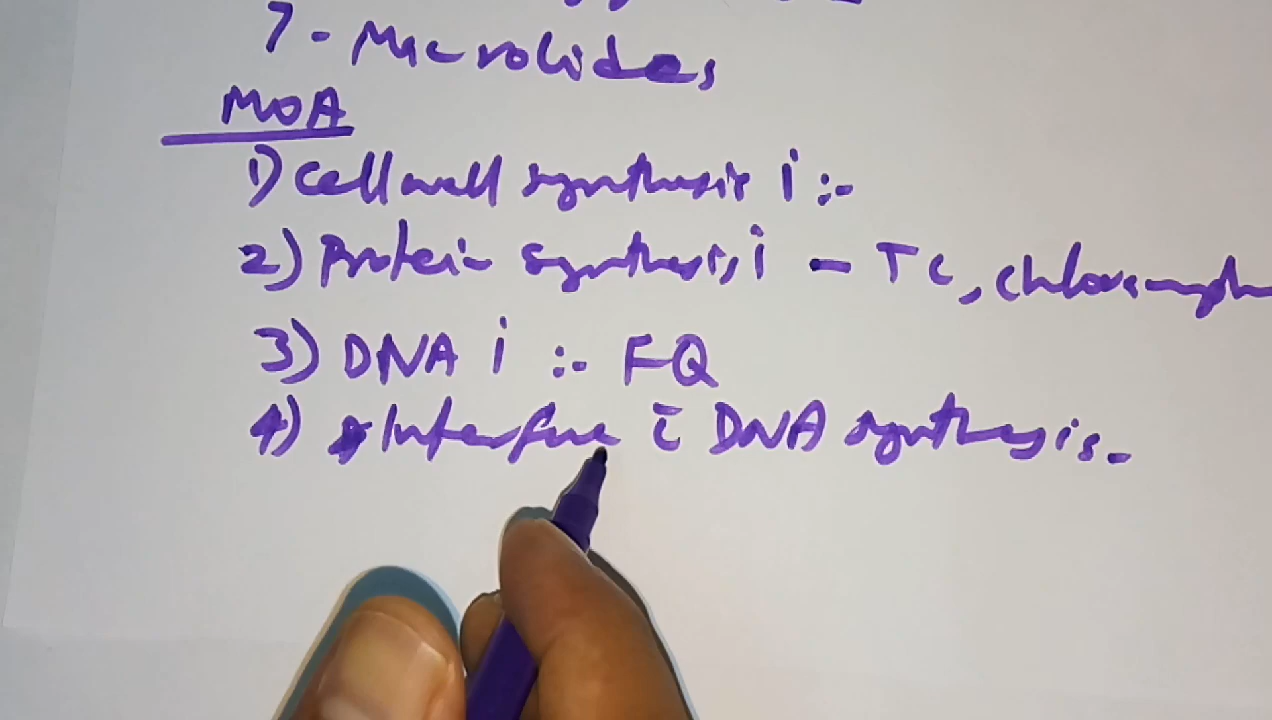 7- Macrolides
MOA
1) Cell wall synthesis i :-
2) Protein synthesis i - TC, chloramph
3) DNA i :- FQ
4) Interfere c̄ DNA synthesis.